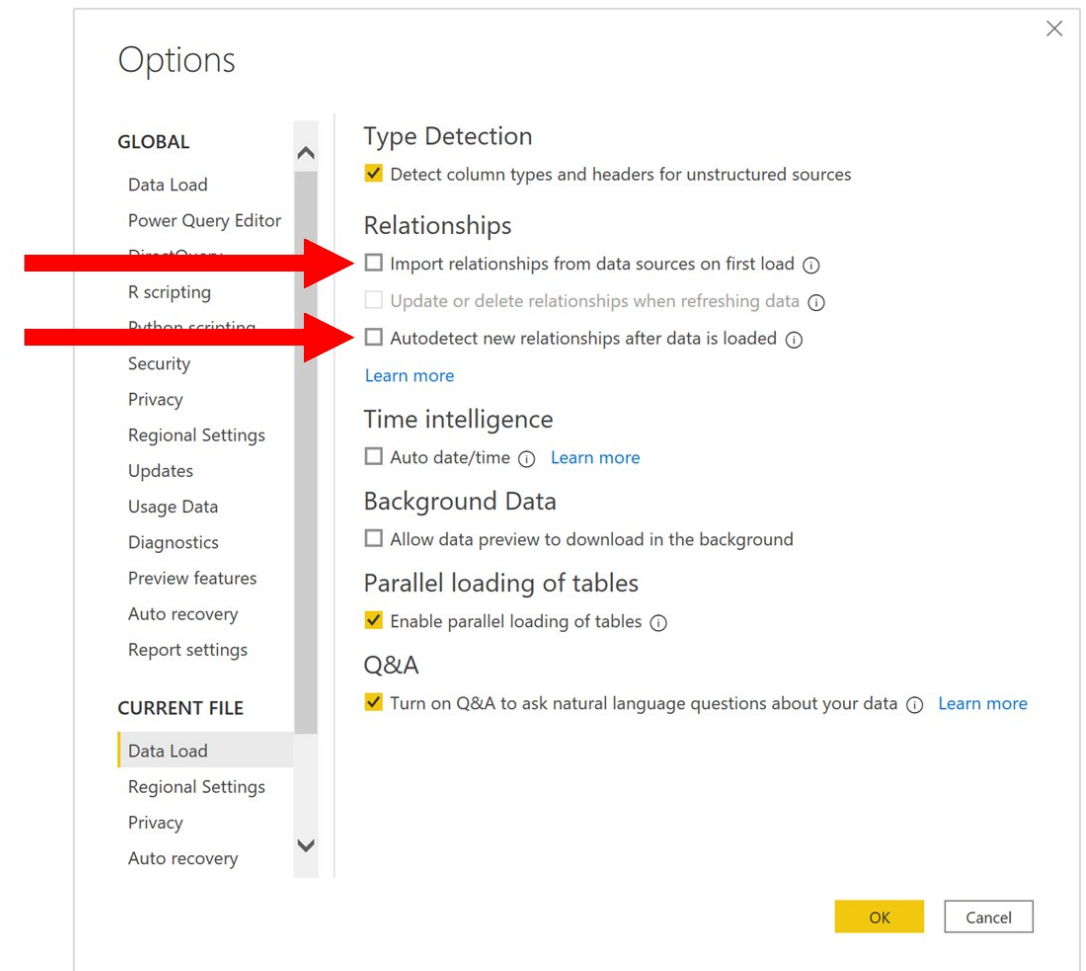 Options
GLOBAL
Data Load
Power Query Editor
DirectQuery
R scripting
Python scripting
Security
Privacy
Regional Settings
Updates
Usage Data
Diagnostics
Preview features
Auto recovery
Report settings
CURRENT FILE
Data Load
Regional Settings
Privacy
Auto recovery
Type Detection
Detect column types and headers for unstructured sources
Relationships
Import relationships from data sources on first load
Update or delete relationships when refreshing data
Autodetect new relationships after data is loaded
Learn more
Time intelligence
Auto date/time Learn more
Background Data
Allow data preview to download in the background
Parallel loading of tables
Enable parallel loading of tables
Q&A
Turn on Q&A to ask natural language questions about your data Learn more
OK Cancel